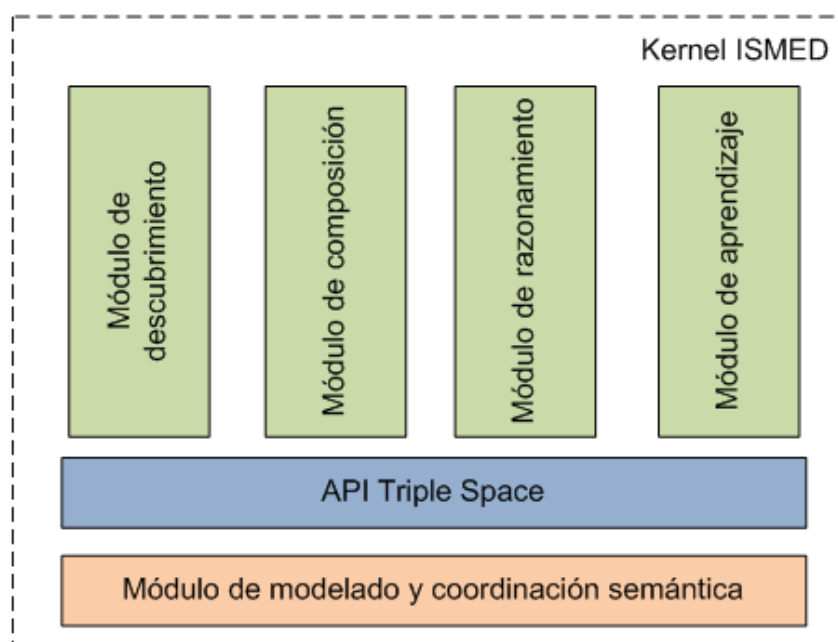 Kernel ISMED
Módulo de
descubrimiento
Módulo de composición
Módulo de razonamiento
Módulo de aprendizaje
API Triple Space
Módulo de modelado y coordinación semántica